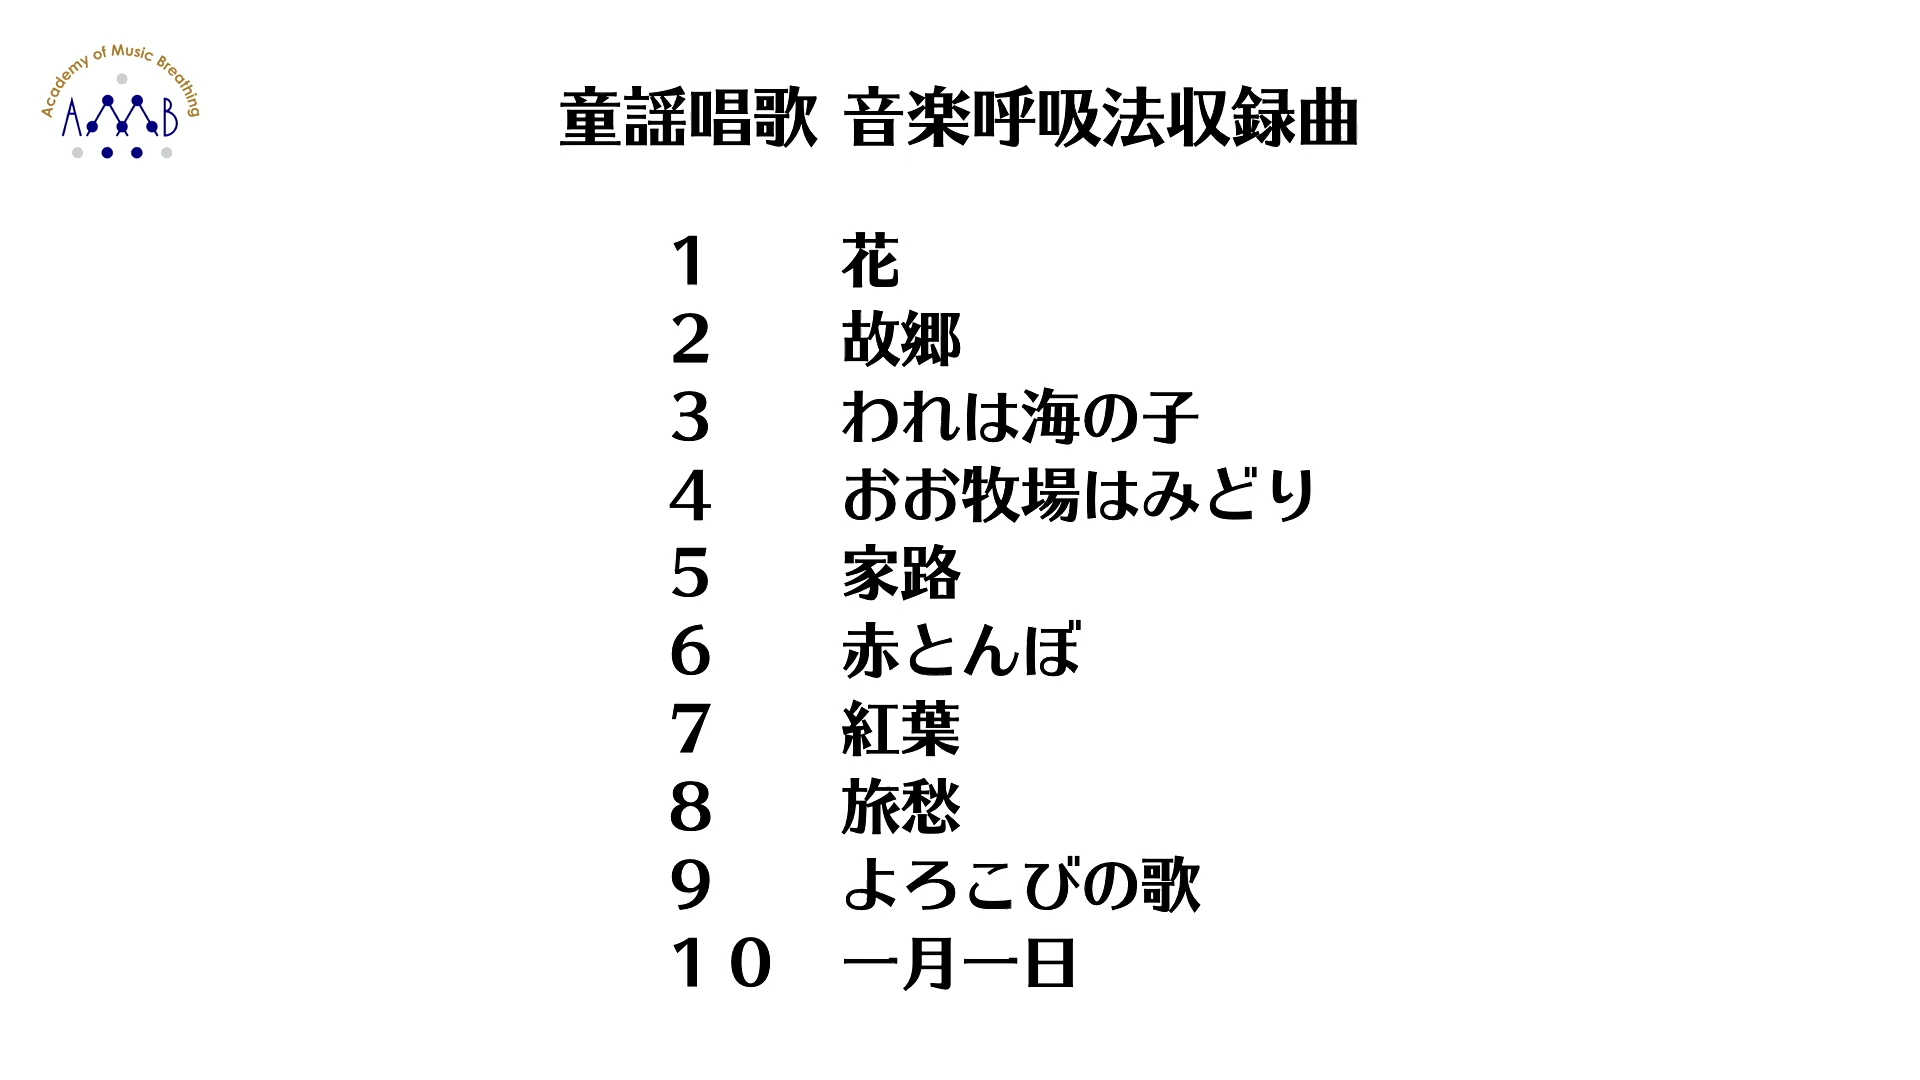 Academy of Music Breathing
AMB
童謡唱歌 音楽呼吸法収録曲
１　花
２　故郷
３　われは海の子
４　おお牧場はみどり
５　家路
６　赤とんぼ
７　紅葉
８　旅愁
９　よろこびの歌
１０　一月一日